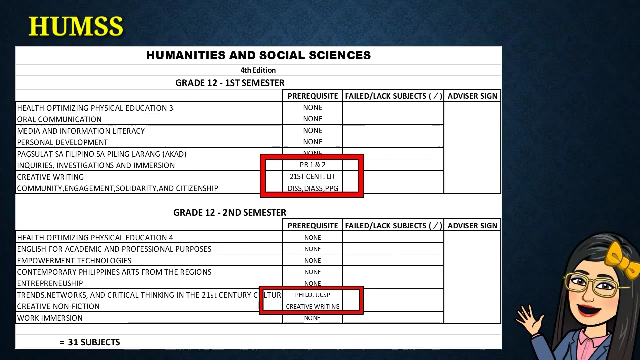 HUMSS
HUMANITIES AND SOCIAL SCIENCES
4th Edition
GRADE 12 - 1ST SEMESTER
PREREQUISITE FAILED/LACK SUBJECTS ( ∕ ) ADVISER SIGN
HEALTH OPTIMIZING PHYSICAL EDUCATION 3 NONE
ORAL COMMUNICATION NONE
MEDIA AND INFORMATION LITERACY NONE
PERSONAL DEVELOPMENT NONE
PAGSULAT SA FILIPINO SA PILING LARANG (AKAD) NONE
INQUIRIES, INVESTIGATIONS AND IMMERSION PR 1 & 2
CREATIVE WRITING 21ST CENT. LIT
COMMUNITY,ENGAGEMENT,SOLIDARITY, AND CITIZENSHIP DISS,DIASS,PPG
GRADE 12 - 2ND SEMESTER
PREREQUISITE FAILED/LACK SUBJECTS ( ∕ ) ADVISER SIGN
HEALTH OPTIMIZING PHYSICAL EDUCATION 4 NONE
ENGLISH FOR ACADEMIC AND PROFESSIONAL PURPOSES NONE
EMPOWERMENT TECHNOLOGIES NONE
CONTEMPORARY PHILIPPINES ARTS FROM THE REGIONS NONE
ENTREPRENEUSHIP NONE
TRENDS,NETWORKS, AND CRITICAL THINKING IN THE 21st CENTURY CULTUR
CREATIVE NON-FICTION CREATIVE WRITING
WORK IMMERSION NONE
= 31 SUBJECTS